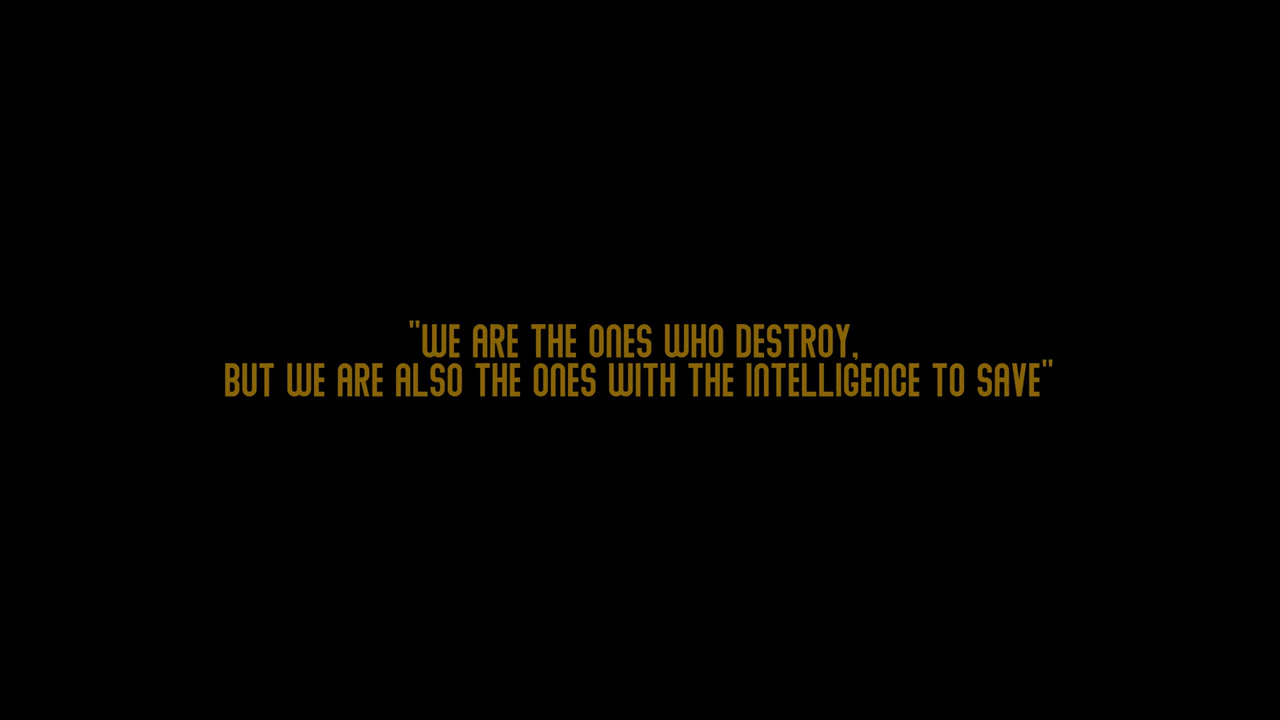 "WE ARE THE ONES WHO DESTROY,
BUT WE ARE ALSO THE ONES WITH THE INTELLIGENCE TO SAVE"